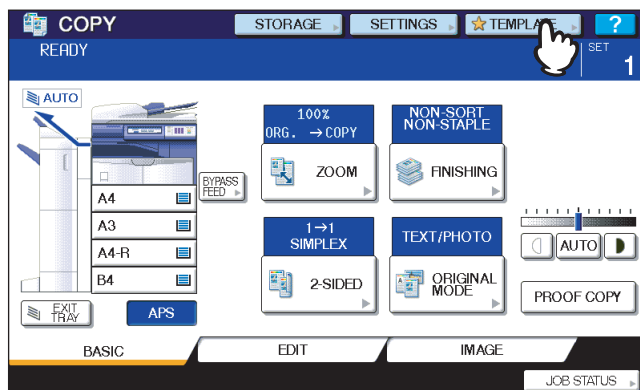 COPY
STORAGE
SETTINGS
TEMPLATE
?
READY
SET
1
AUTO
100%
ORG. →COPY
ZOOM
NON-SORT
NON-STAPLE
FINISHING
BYPASS
FEED
A4
A3
A4-R
B4
1→1
SIMPLEX
2-SIDED
TEXT/PHOTO
ORIGINAL
MODE
AUTO
PROOF COPY
EXIT
TRAY
APS
BASIC
EDIT
IMAGE
JOB STATUS